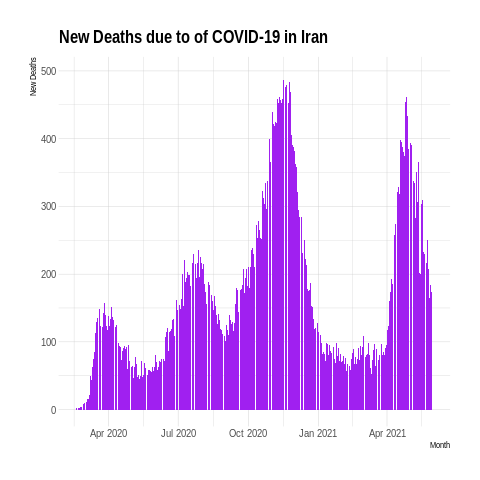 New Deaths due to of COVID-19 in Iran
New Deaths
500
400
300
200
100
0
Apr 2020 Jul 2020 Oct 2020 Jan 2021 Apr 2021
Month